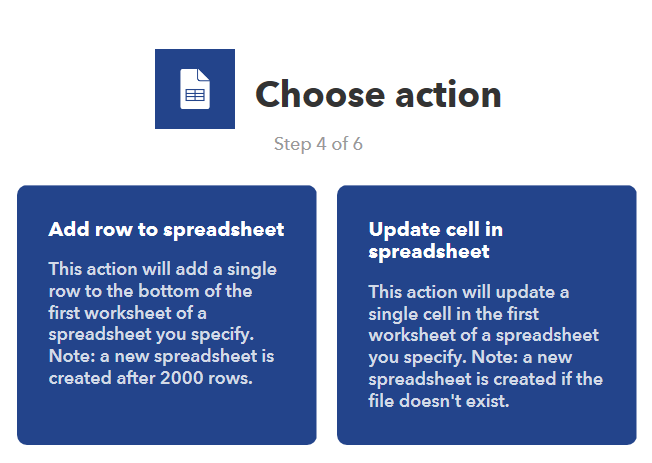 Choose action
Step 4 of 6
Add row to spreadsheet
This action will add a single
row to the bottom of the
first worksheet of a
spreadsheet you specify.
Note: a new spreadsheet is
created after 2000 rows.
Update cell in
spreadsheet
This action will update a
single cell in the first
worksheet of a spreadsheet
you specify. Note: a new
spreadsheet is created if the
file doesn't exist.